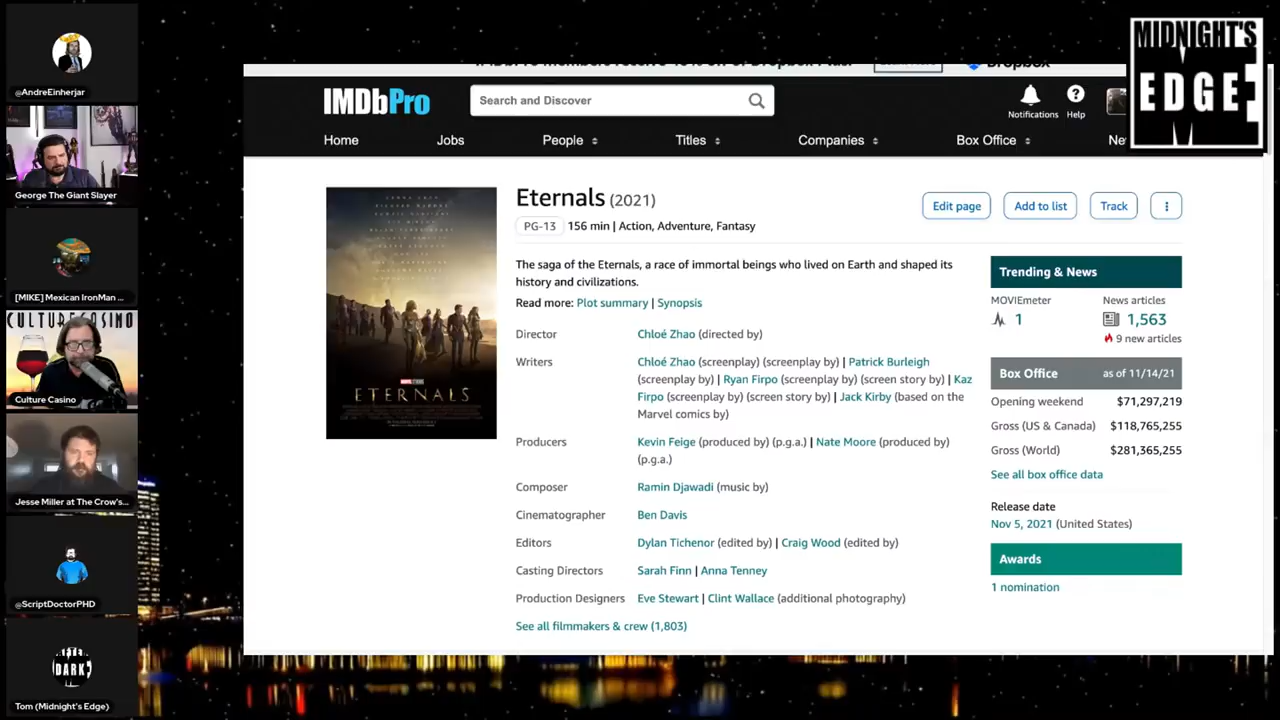 @AndreEinherjar
George The Giant Slayer
[MIKE] Mexican IronMan ...
CULTURE CASINO
Culture Casino
Jesse Miller at The Crow's...
@ScriptDoctorPHD
DARK
Tom (Midnight's Edge)
MIDNIGHT'S
EDGE
Dropbox
IMDbPro
Search and Discover
Notifications
Help
Home
Jobs
People
Titles
Companies
Box Office
Eternals (2021)
Edit page
Add to list
Track
PG-13
156 min | Action, Adventure, Fantasy
The saga of the Eternals, a race of immortal beings who lived on Earth and shaped its
history and civilizations.
Read more: Plot summary | Synopsis
Director
Chloé Zhao (directed by)
Writers
Chloé Zhao (screenplay) (screenplay by) | Patrick Burleigh
(screenplay by) | Ryan Firpo (screenplay by) (screen story by) | Kaz
Firpo (screenplay by) (screen story by) | Jack Kirby (based on the
Marvel comics by)
Producers
Kevin Feige (produced by) (p.g.a.) | Nate Moore (produced by)
(p.g.a.)
Composer
Ramin Djawadi (music by)
Cinematographer
Ben Davis
Editors
Dylan Tichenor (edited by) | Craig Wood (edited by)
Casting Directors
Sarah Finn | Anna Tenney
Production Designers
Eve Stewart | Clint Wallace (additional photography)
See all filmmakers & crew (1,803)
ETERNALS
Trending & News
MOVIEmeter
1
News articles
1,563
9 new articles
Box Office
as of 11/14/21
Opening weekend
$71,297,219
Gross (US & Canada)
$118,765,255
Gross (World)
$281,365,255
See all box office data
Release date
Nov 5, 2021 (United States)
Awards
1 nomination